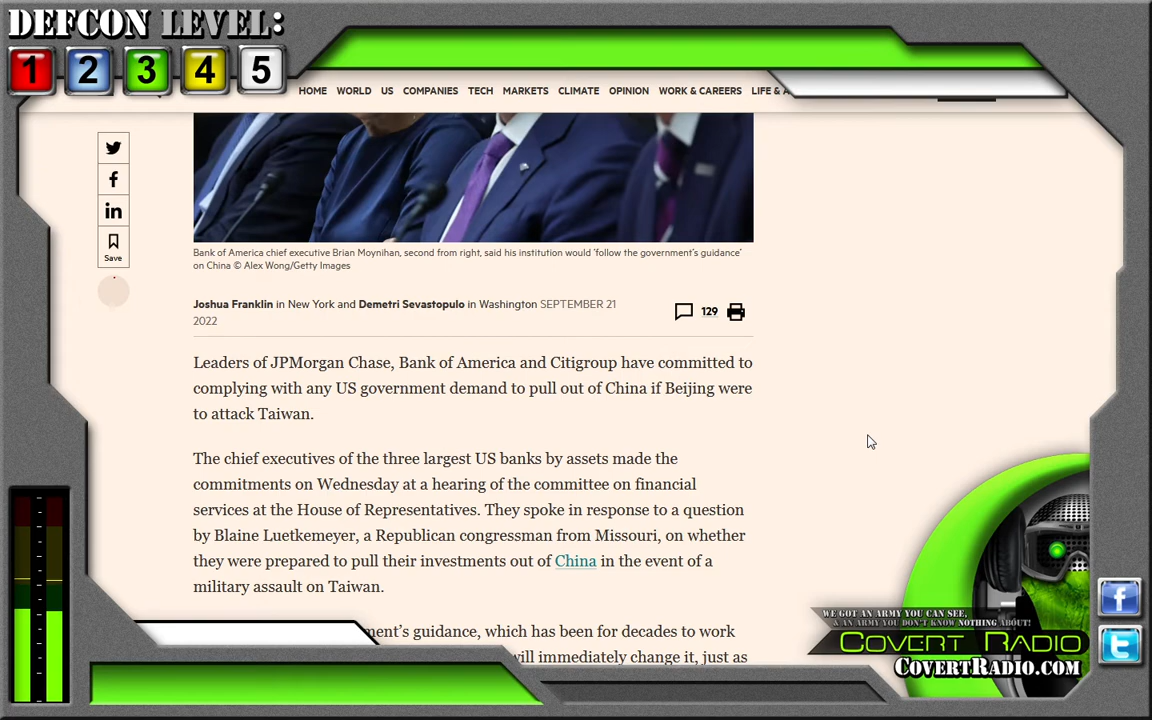 DEFCON LEVEL:
1 2 3 4 5
HOME WORLD US COMPANIES TECH MARKETS CLIMATE OPINION WORK & CAREERS LIFE &
Save
Bank of America chief executive Brian Moynihan, second from right, said his institution would ‘follow the government’s guidance’
on China © Alex Wong/Getty Images
Joshua Franklin in New York and Demetri Sevastopulo in Washington SEPTEMBER 21
2022
129
Leaders of JPMorgan Chase, Bank of America and Citigroup have committed to
complying with any US government demand to pull out of China if Beijing were
to attack Taiwan.
The chief executives of the three largest US banks by assets made the
commitments on Wednesday at a hearing of the committee on financial
services at the House of Representatives. They spoke in response to a question
by Blaine Luetkemeyer, a Republican congressman from Missouri, on whether
they were prepared to pull their investments out of China in the event of a
military assault on Taiwan.
ment’s guidance, which has been for decades to work
will immediately change it, just as
WE GOT AN ARMY YOU CAN SEE,
& AN ARMY YOU DON'T KNOW NOTHING ABOUT!
COVERT RADIO
COVERTRADIO.COM